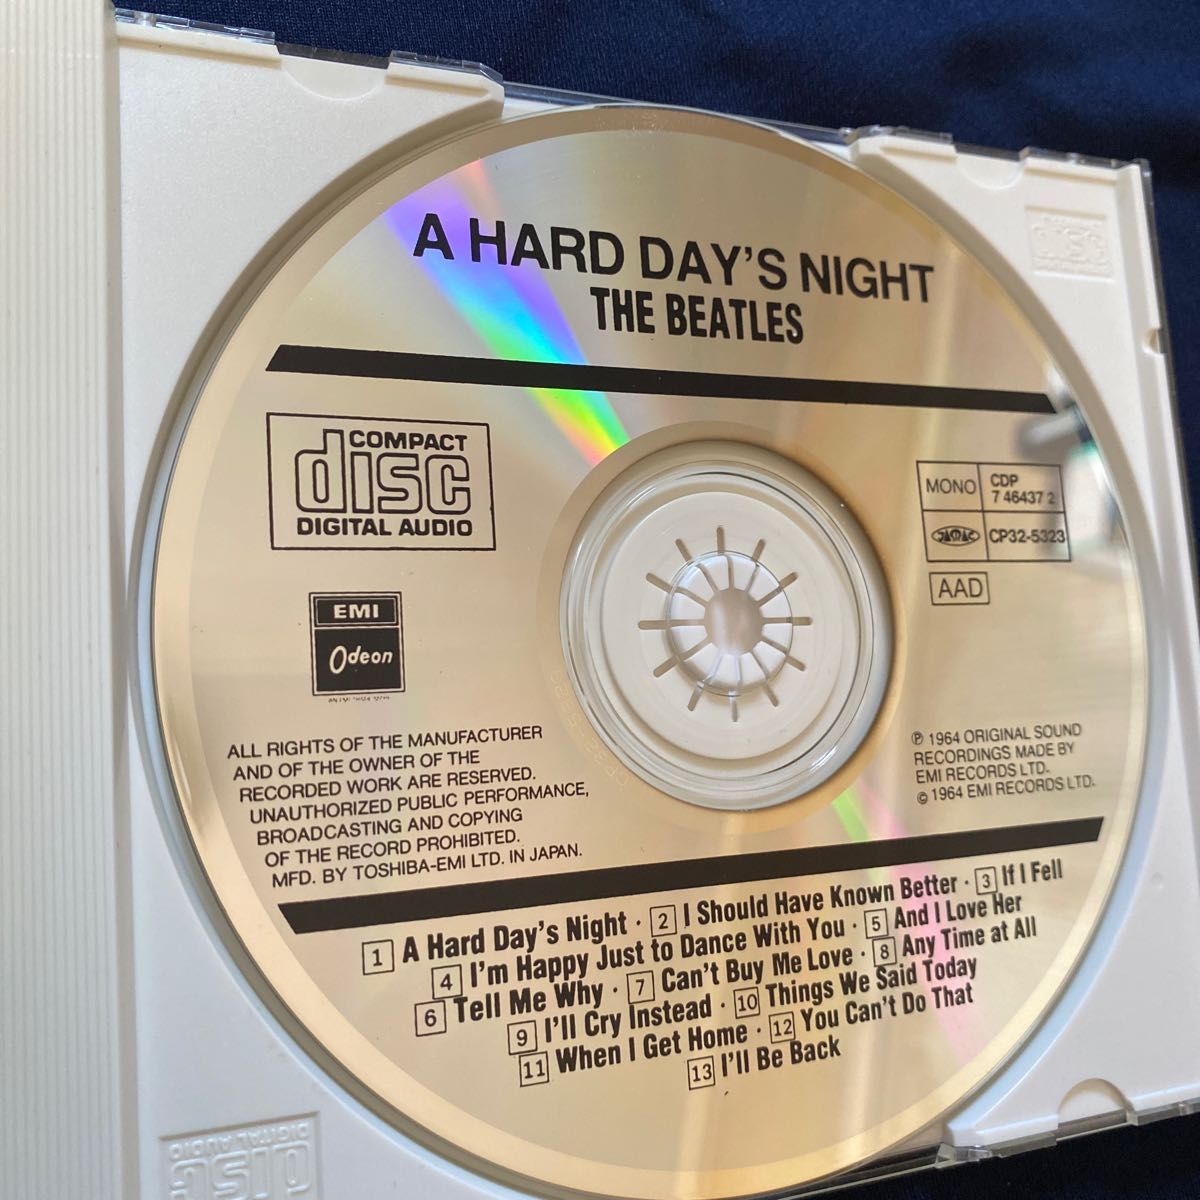 A HARD DAY'S NIGHT
THE BEATLES
COMPACT
disc
DIGITAL AUDIO
MONO
CDP
7 46437 2
JASRAC
CP32-5323
AAD
EMI
Odeon
ALL RIGHTS OF THE MANUFACTURER
AND OF THE OWNER OF THE
RECORDED WORK ARE RESERVED.
UNAUTHORIZED PUBLIC PERFORMANCE,
BROADCASTING AND COPYING
OF THE RECORD PROHIBITED.
MFD. BY TOSHIBA-EMI LTD. IN JAPAN.
℗ 1964 ORIGINAL SOUND
RECORDINGS MADE BY
EMI RECORDS LTD.
© 1964 EMI RECORDS LTD.
1 A Hard Day's Night · 2 I Should Have Known Better · 3 If I Fell
4 I'm Happy Just to Dance With You · 5 And I Love Her
6 Tell Me Why · 7 Can't Buy Me Love · 8 Any Time at All
9 I'll Cry Instead · 10 Things We Said Today
11 When I Get Home · 12 You Can't Do That
13 I'll Be Back
disc
DIGITAL AUDIO